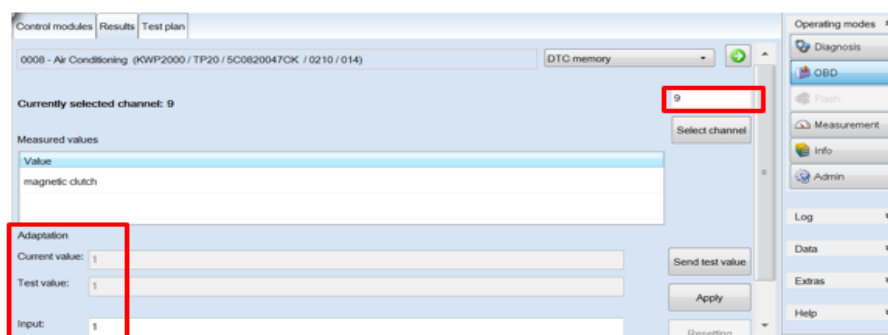 Control modules Results Test plan
0008 - Air Conditioning (KWP2000 / TP20 / 5C0820047CIK / 0210 / 014)
DTC memory
Currently selected channel: 9
9
Select channel
Measured values
Value
magnetic clutch
Adaptation
Current value: 1
Send test value
Test value: 1
Apply
Input: 1
Resetting
Operating modes
Diagnosis
OBD
Flash
Measurement
Info
Admin
Log
Data
Extras
Help